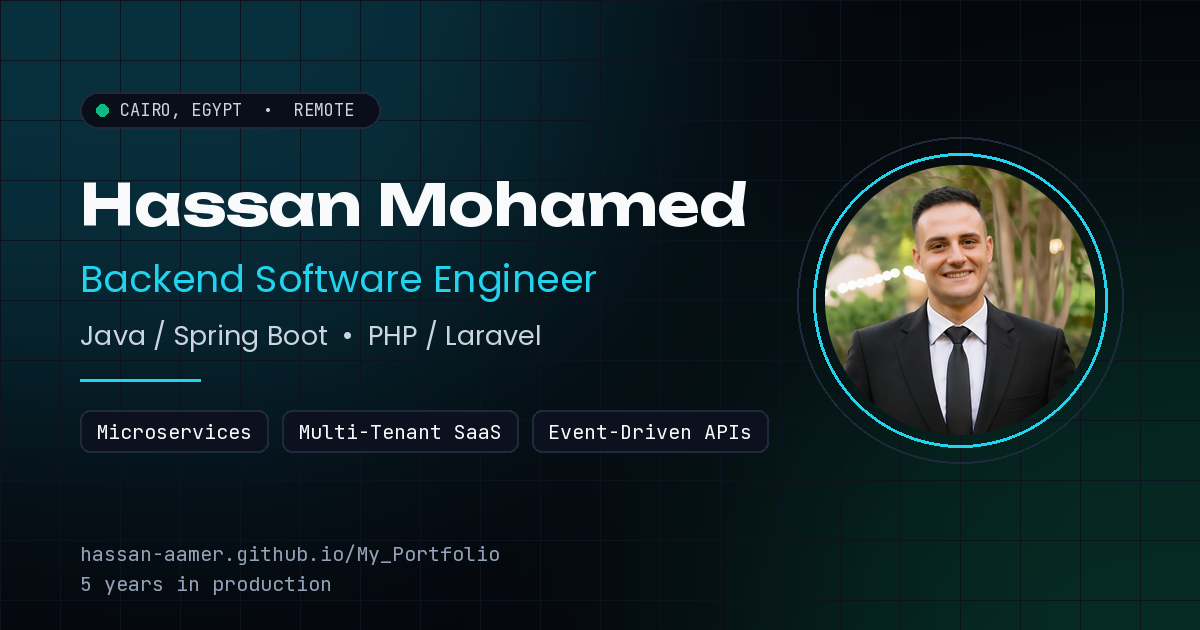 CAIRO, EGYPT • REMOTE
Hassan Mohamed
Backend Software Engineer
Java / Spring Boot • PHP / Laravel
Microservices Multi-Tenant SaaS Event-Driven APIs
hassan-aamer.github.io/My_Portfolio
5 years in production